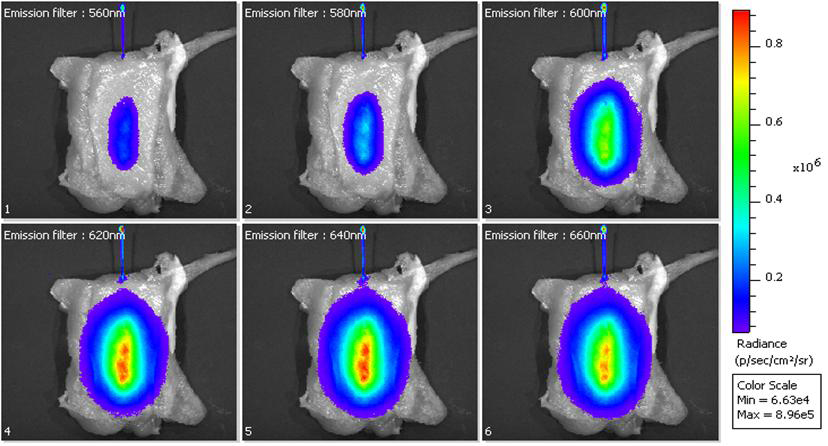 Emission filter : 560nm
1
Emission filter : 580nm
2
Emission filter : 600nm
3
Emission filter : 620nm
4
Emission filter : 640nm
5
Emission filter : 660nm
6
0.8
0.6
x10⁶
0.4
0.2
Radiance
(p/sec/cm²/sr)
Color Scale
Min = 6.63e4
Max = 8.96e5